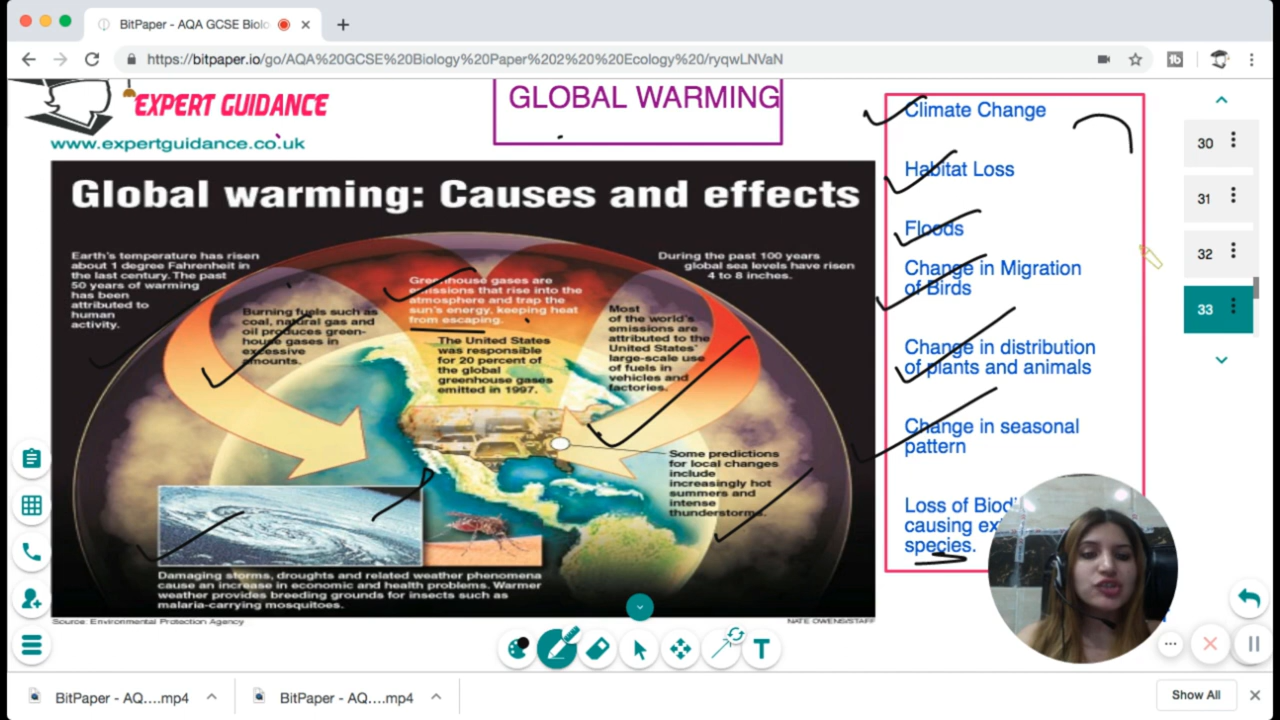 BitPaper - AQA GCSE Biolo
https://bitpaper.io/go/AQA%20GCSE%20Biology%20Paper%202%20%20Ecology%20/ryqwLNVaN
EXPERT GUIDANCE
www.expertguidance.co.uk
GLOBAL WARMING
Global warming: Causes and effects
Earth's temperature has risen
about 1 degree Fahrenheit in
the last century. The past
50 years of warming
has been
attributed to
human
activity.
Burning fuels such as
coal, natural gas and
oil produces green-
house gases in
excessive
amounts.
Greenhouse gases are
emissions that rise into the
atmosphere and trap the
sun's energy, keeping heat
from escaping.
The United States
was responsible
for 20 percent of
the global
greenhouse gases
emitted in 1997.
Most
of the world's
emissions are
attributed to the
United States'
large-scale use
of fuels in
vehicles and
factories.
During the past 100 years
global sea levels have risen
4 to 8 inches.
Some predictions
for local changes
include
increasingly hot
summers and
intense
thunderstorms.
Damaging storms, droughts and related weather phenomena
cause an increase in economic and health problems. Warmer
weather provides breeding grounds for insects such as
malaria-carrying mosquitoes.
Source: Environmental Protection Agency
NATE OWENS/STAFF
Climate Change
Habitat Loss
Floods
Change in Migration
of Birds
Change in distribution
of plants and animals
Change in seasonal
pattern
Loss of Biodi
causing ex
species.
30
31
32
33
T
BitPaper - AQ....mp4
BitPaper - AQ....mp4
Show All